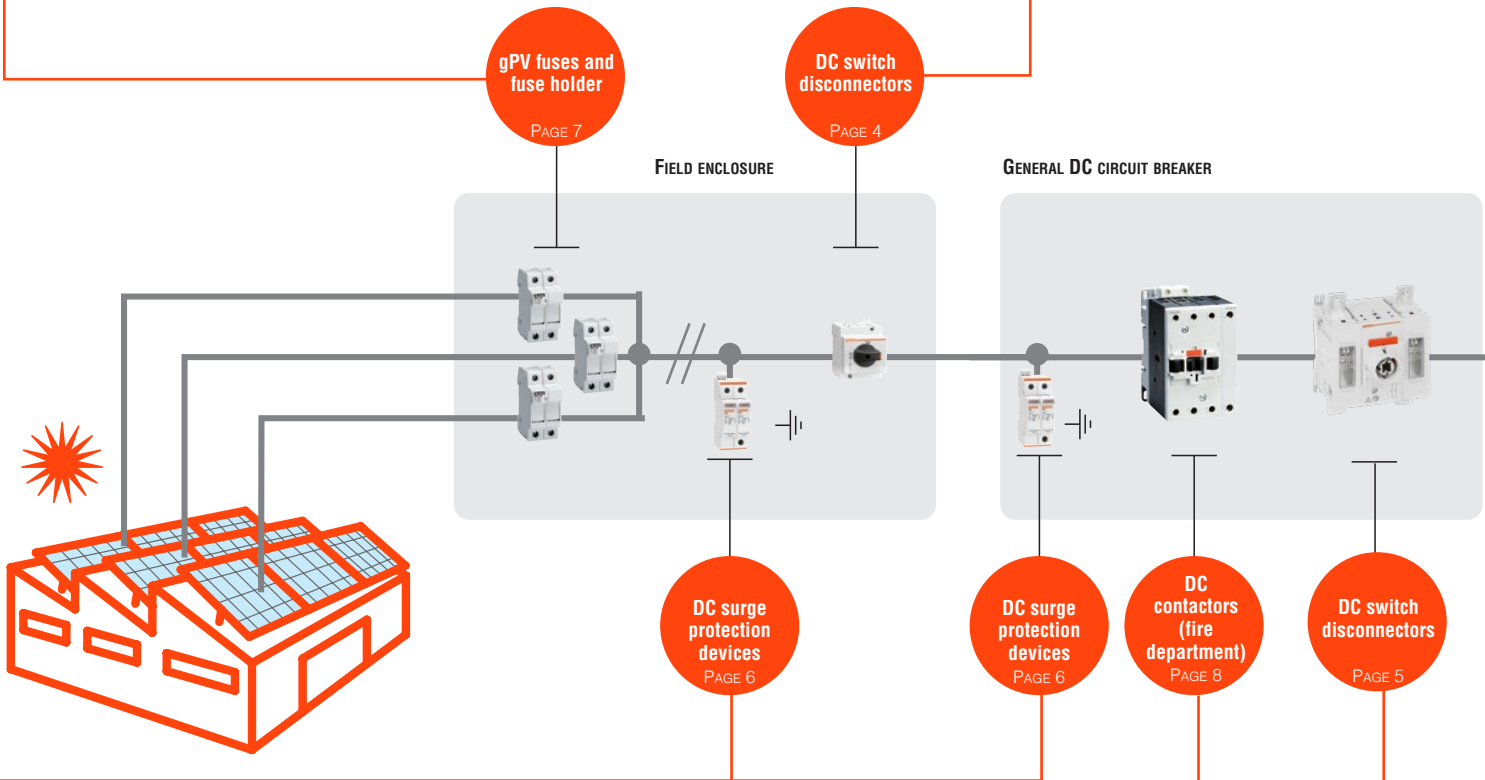 gPV fuses and
fuse holder
PAGE 7
DC switch
disconnectors
PAGE 4
FIELD ENCLOSURE
GENERAL DC CIRCUIT BREAKER
DC surge
protection
devices
PAGE 6
DC surge
protection
devices
PAGE 6
DC
contactors
(fire
department)
PAGE 8
DC switch
disconnectors
PAGE 5